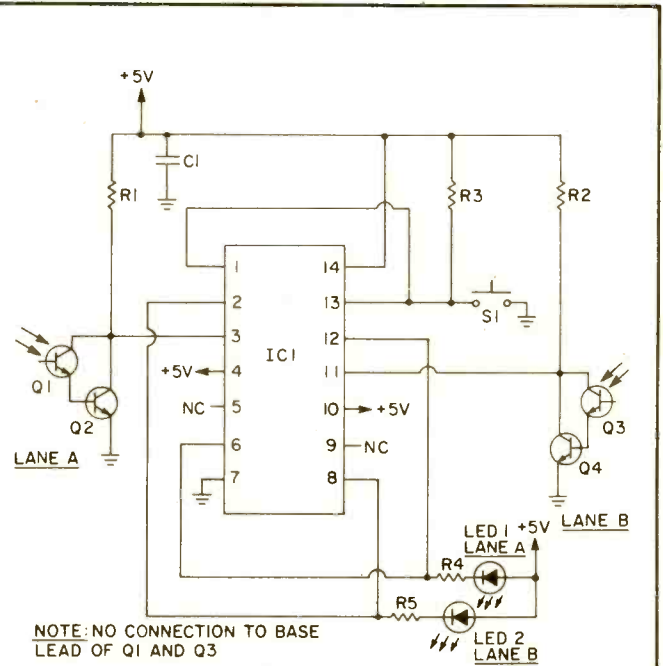 +5V
C1
R1
R3
R2
1
14
2
13
S1
3
12
IC1
4
11
+5V
5
10
+5V
NC
6
9
NC
7
8
Q1
Q2
LANE A
Q3
Q4
LANE B
LED 1
LANE A
+5V
R4
R5
LED 2
LANE B
NOTE: NO CONNECTION TO BASE
LEAD OF Q1 AND Q3